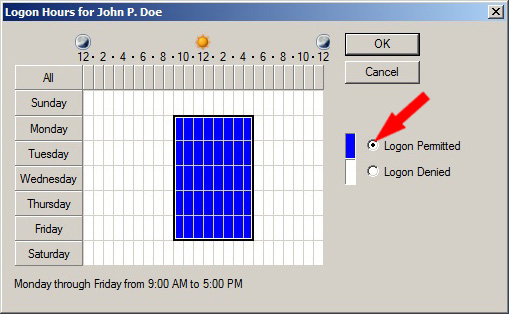 Logon Hours for John P. Doe
12 · 2 · 4 · 6 · 8 · 10 · 12 · 2 · 4 · 6 · 8 · 10 · 12
OK
Cancel
All
Sunday
Monday
Tuesday
Wednesday
Thursday
Friday
Saturday
Logon Permitted
Logon Denied
Monday through Friday from 9:00 AM to 5:00 PM